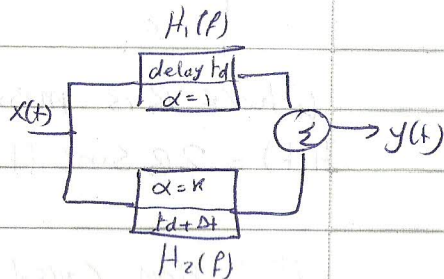 H₁(f)
delay td
α=1
x(t)
Σ
y(t)
α=K
td+Δt
H₂(f)